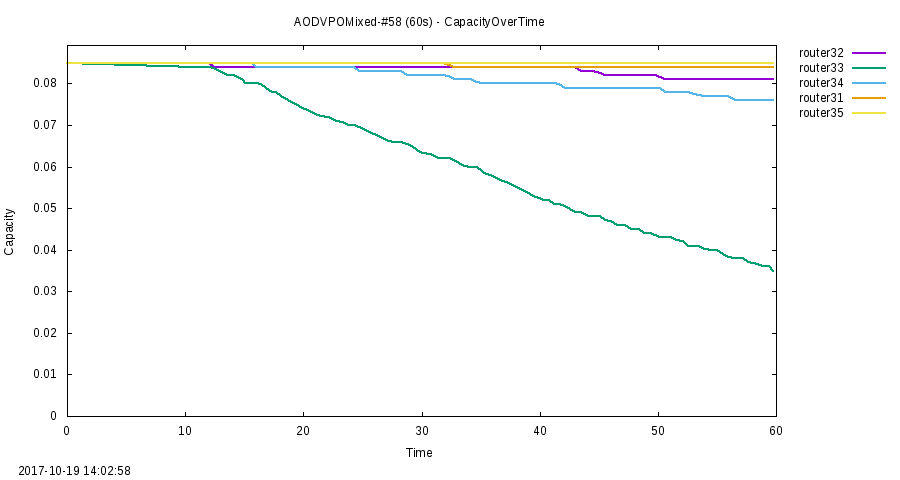 AODVPOMixed-#58 (60s) - CapacityOverTime
router32
router33
router34
router31
router35
0.08
0.07
0.06
0.05
0.04
0.03
0.02
0.01
0
Capacity
0 10 20 30 40 50 60
Time
2017-10-19 14:02:58